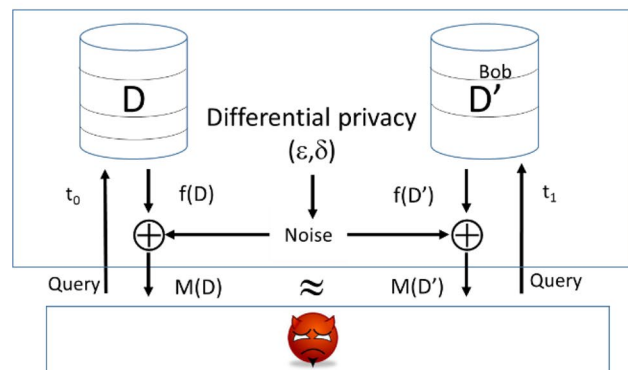 Bob
D
D’
Differential privacy
(ε,δ)
t0
f(D)
f(D’)
t1
Noise
Query
M(D)
≈
M(D’)
Query